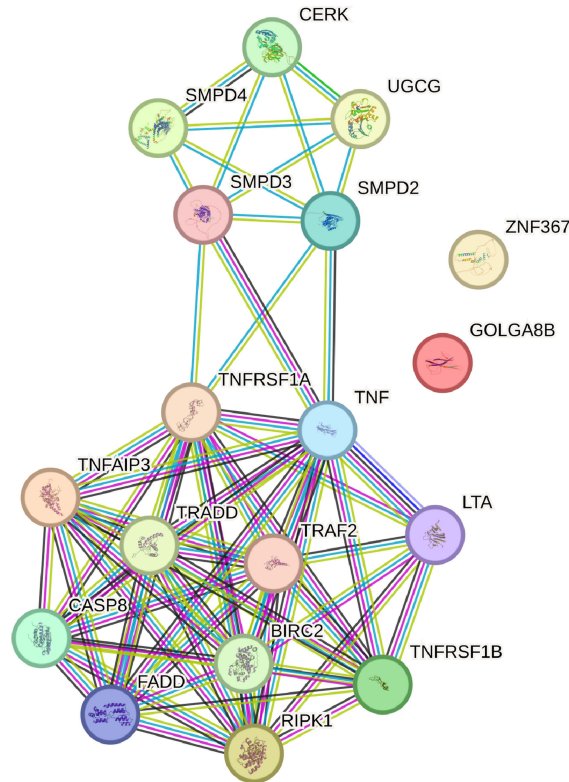 CERK
SMPD4
UGCG
SMPD3
SMPD2
ZNF367
GOLGA8B
TNFRSF1A
TNF
TNFAIP3
TRADD
TRAF2
LTA
CASP8
BIRC2
TNFRSF1B
FADD
RIPK1